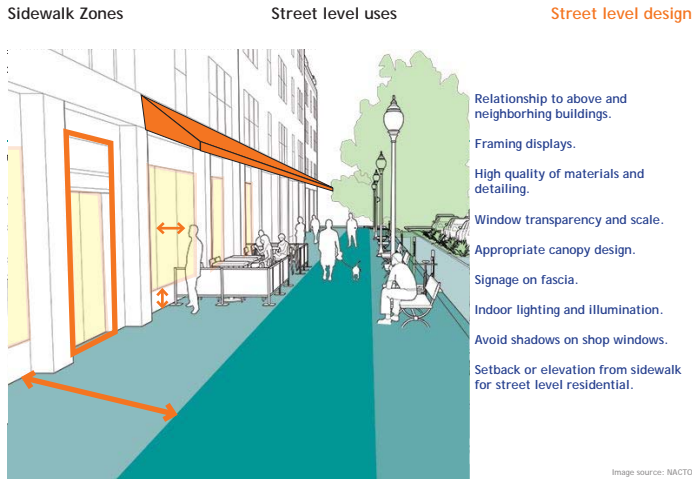 Sidewalk Zones
Street level uses
Street level design
Relationship to above and
neighborhing buildings.
Framing displays.
High quality of materials and
detailing.
Window transparency and scale.
Appropriate canopy design.
Signage on fascia.
Indoor lighting and illumination.
Avoid shadows on shop windows.
Setback or elevation from sidewalk
for street level residential.
Image source: NACTO